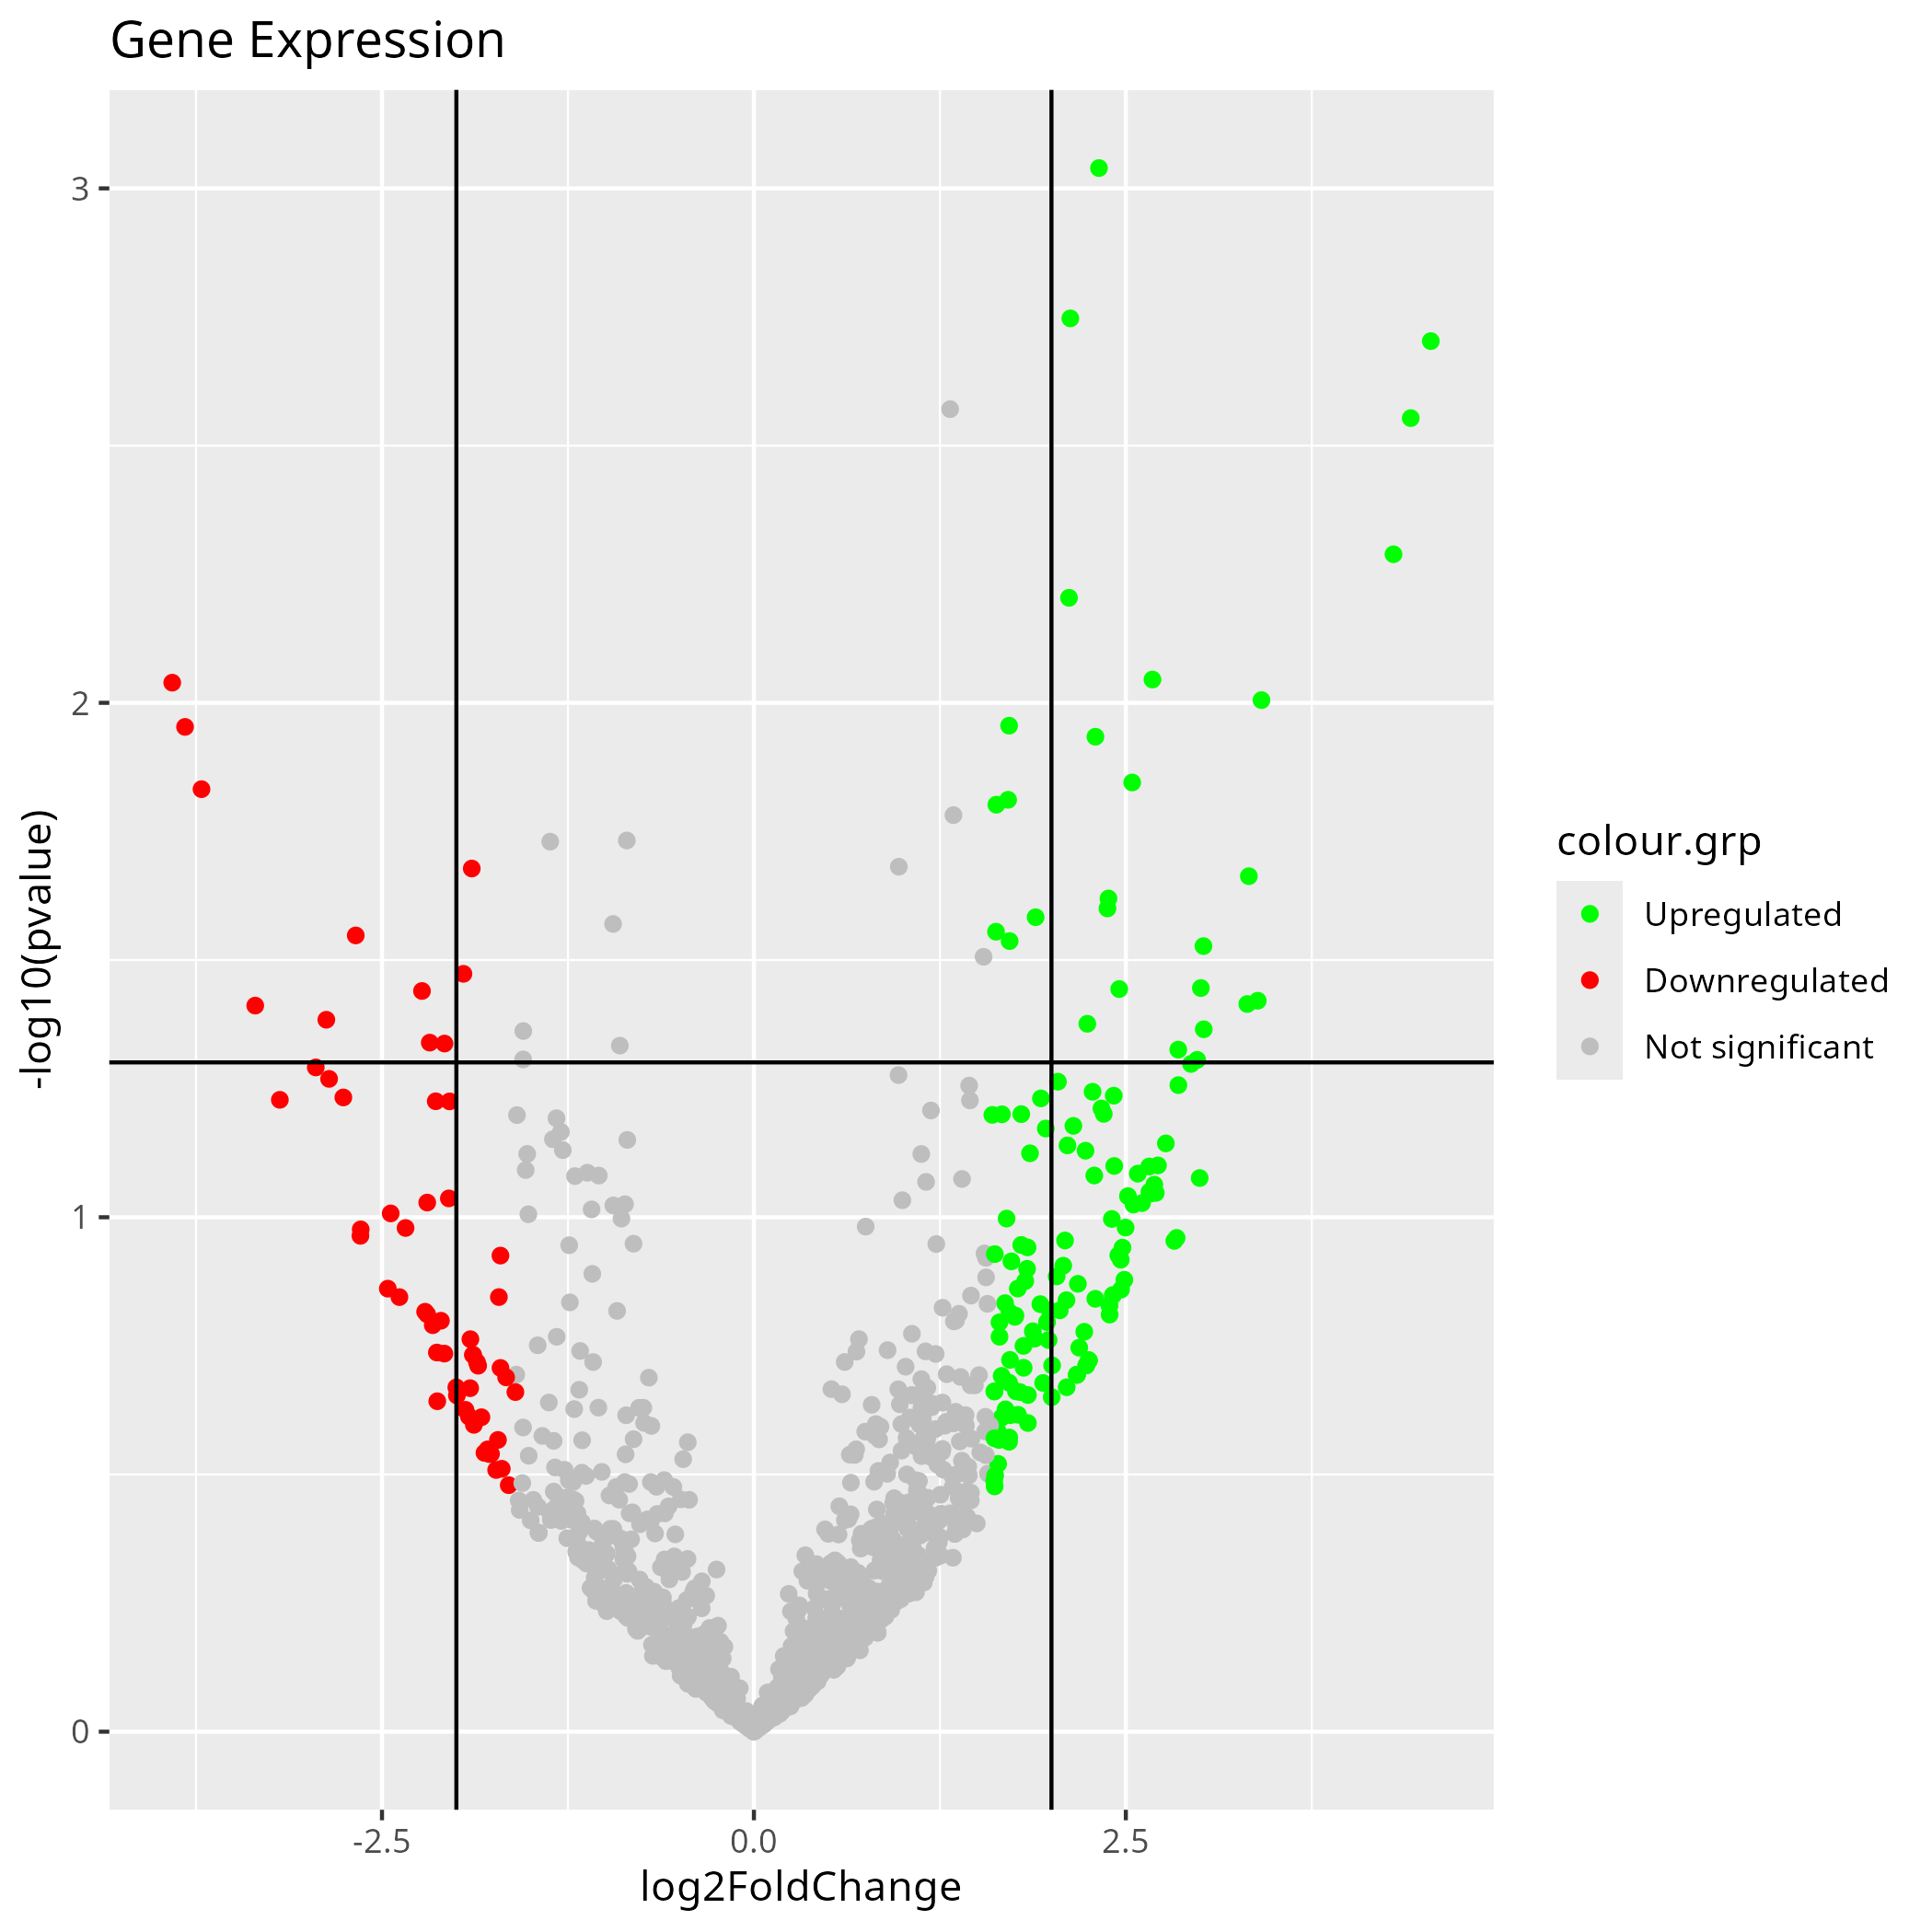 Gene Expression
3
2
1
0
-log10(pvalue)
-2.5
0.0
2.5
log2FoldChange
colour.grp
Upregulated
Downregulated
Not significant